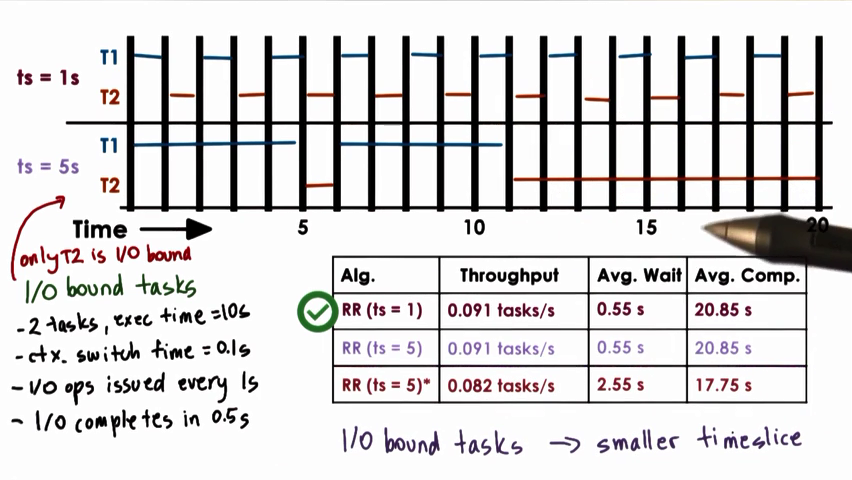 T1
ts = 1s
T2
T1
ts = 5s
T2
Time 5 10 15 20
only T2 is I/O bound
I/O bound tasks
- 2 tasks, exec time = 10s
- ctx. switch time = 0.1s
- I/O ops issued every 1s
- I/O completes in 0.5s
Alg. Throughput Avg. Wait Avg. Comp.
RR (ts = 1) 0.091 tasks/s 0.55 s 20.85 s
RR (ts = 5) 0.091 tasks/s 0.55 s 20.85 s
RR (ts = 5)* 0.082 tasks/s 2.55 s 17.75 s
I/O bound tasks → smaller timeslice